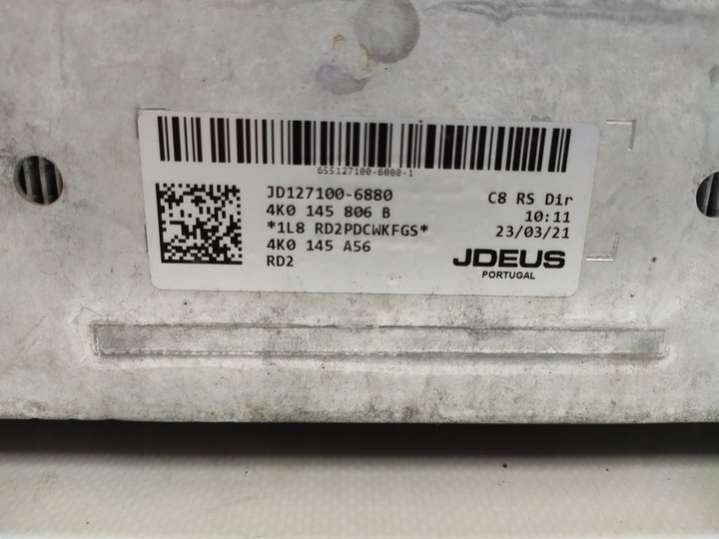 655127100-6880-1
JD127100-6880
4K0 145 806 B
*1L8 RD2PDCWKFGS*
4K0 145 A56
RD2
C8 RS Dir
10:11
23/03/21
JDEUS
PORTUGAL